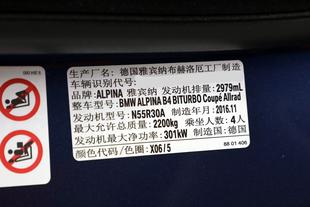 生产厂名：德国雅宾纳布赫洛厄工厂制造
车辆识别代号：
品牌：ALPINA 雅宾纳 发动机排量：2979mL
整车型号：BMW ALPINA B4 BITURBO Coupé Allrad
发动机型号：N55R30A 制造年月：2016.11
最大允许总质量：2200kg 乘坐人数：4人
发动机最大净功率：301kW 制造国：德国
颜色代码/色圈：X06/5
88 01 406